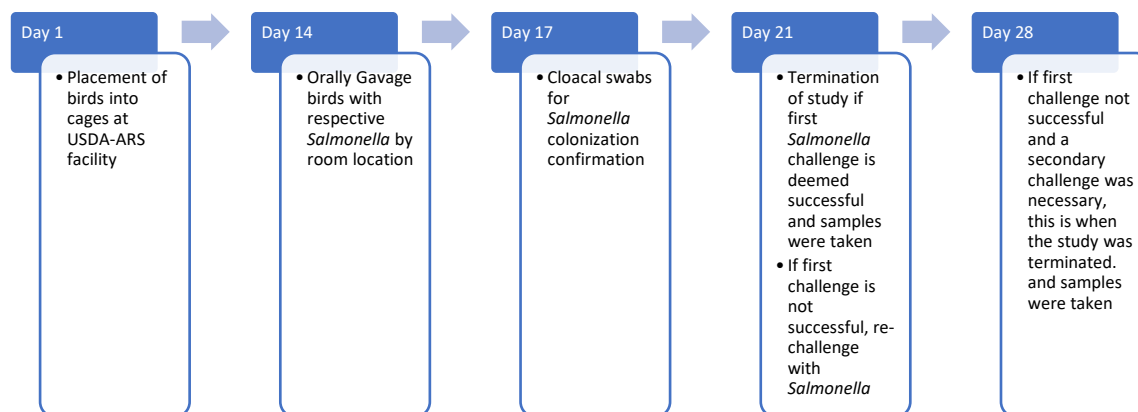 Day 1
• Placement of
birds into
cages at
USDA-ARS
facility
Day 14
• Orally Gavage
birds with
respective
Salmonella by
room location
Day 17
• Cloacal swabs
for
Salmonella
colonization
confirmation
Day 21
• Termination
of study if
first
Salmonella
challenge is
deemed
successful
and samples
were taken
• If first
challenge is
not
successful, re-
challenge
with
Salmonella
Day 28
• If first
challenge not
successful
and a
secondary
challenge was
necessary,
this is when
the study was
terminated.
and samples
were taken